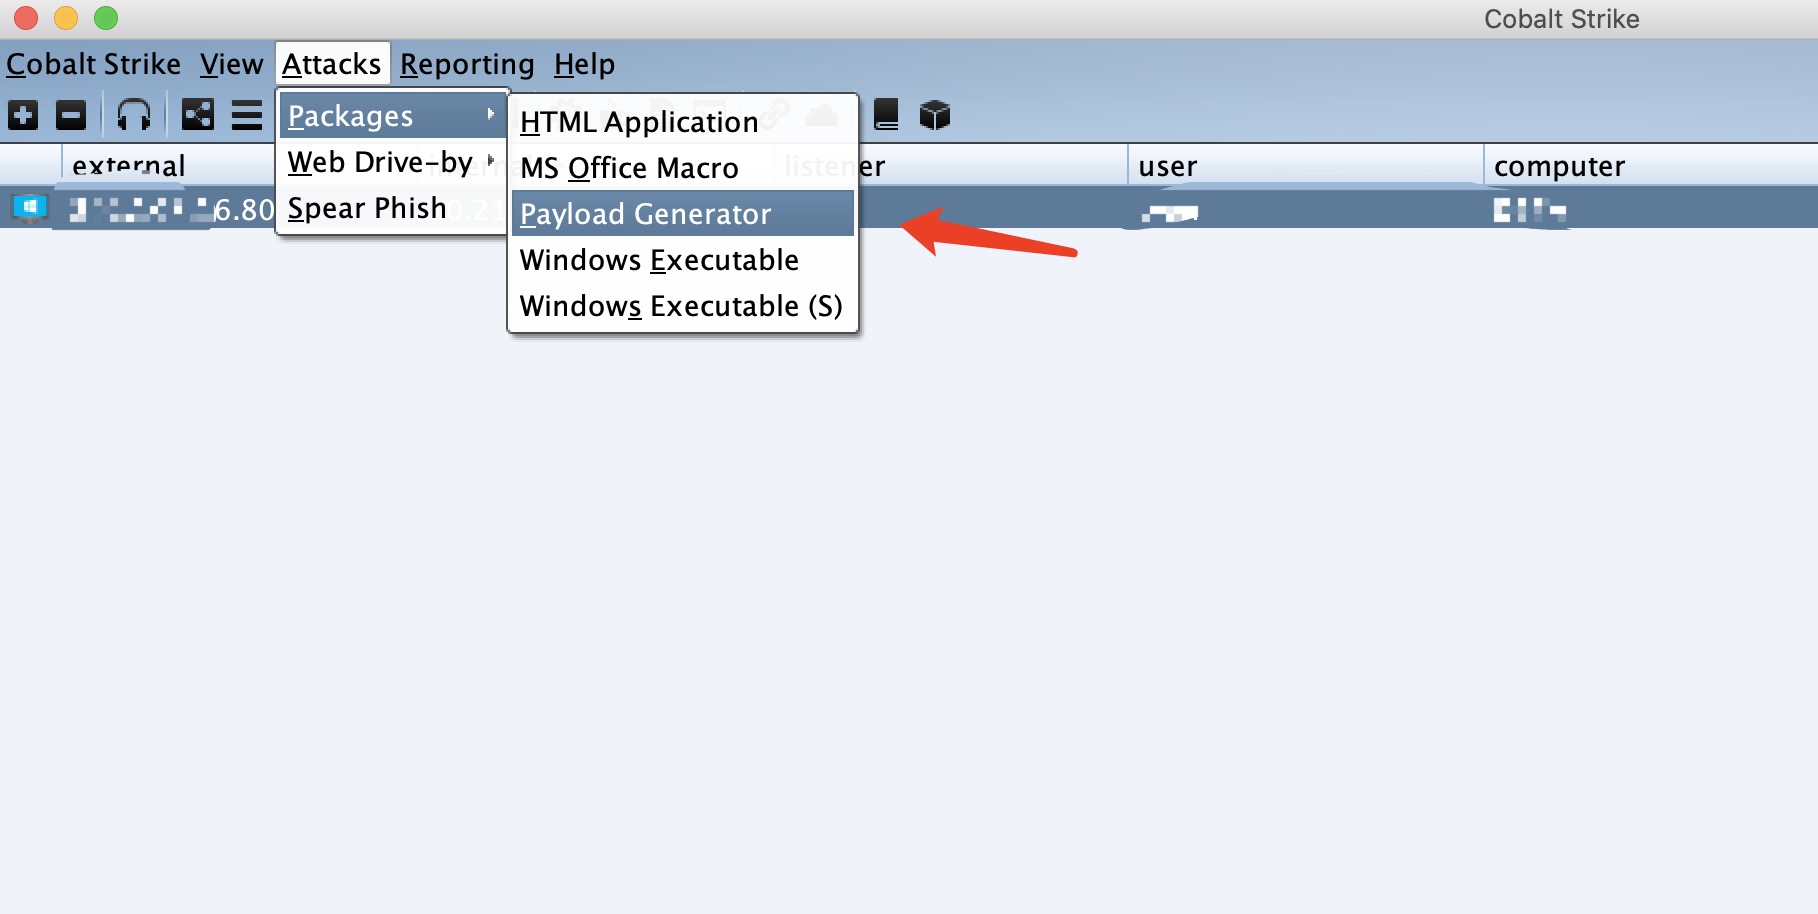 Cobalt Strike
Cobalt Strike View Attacks Reporting Help
Packages
Web Drive-by
Spear Phish
HTML Application
MS Office Macro
Payload Generator
Windows Executable
Windows Executable (S)
external listener user computer
6.80